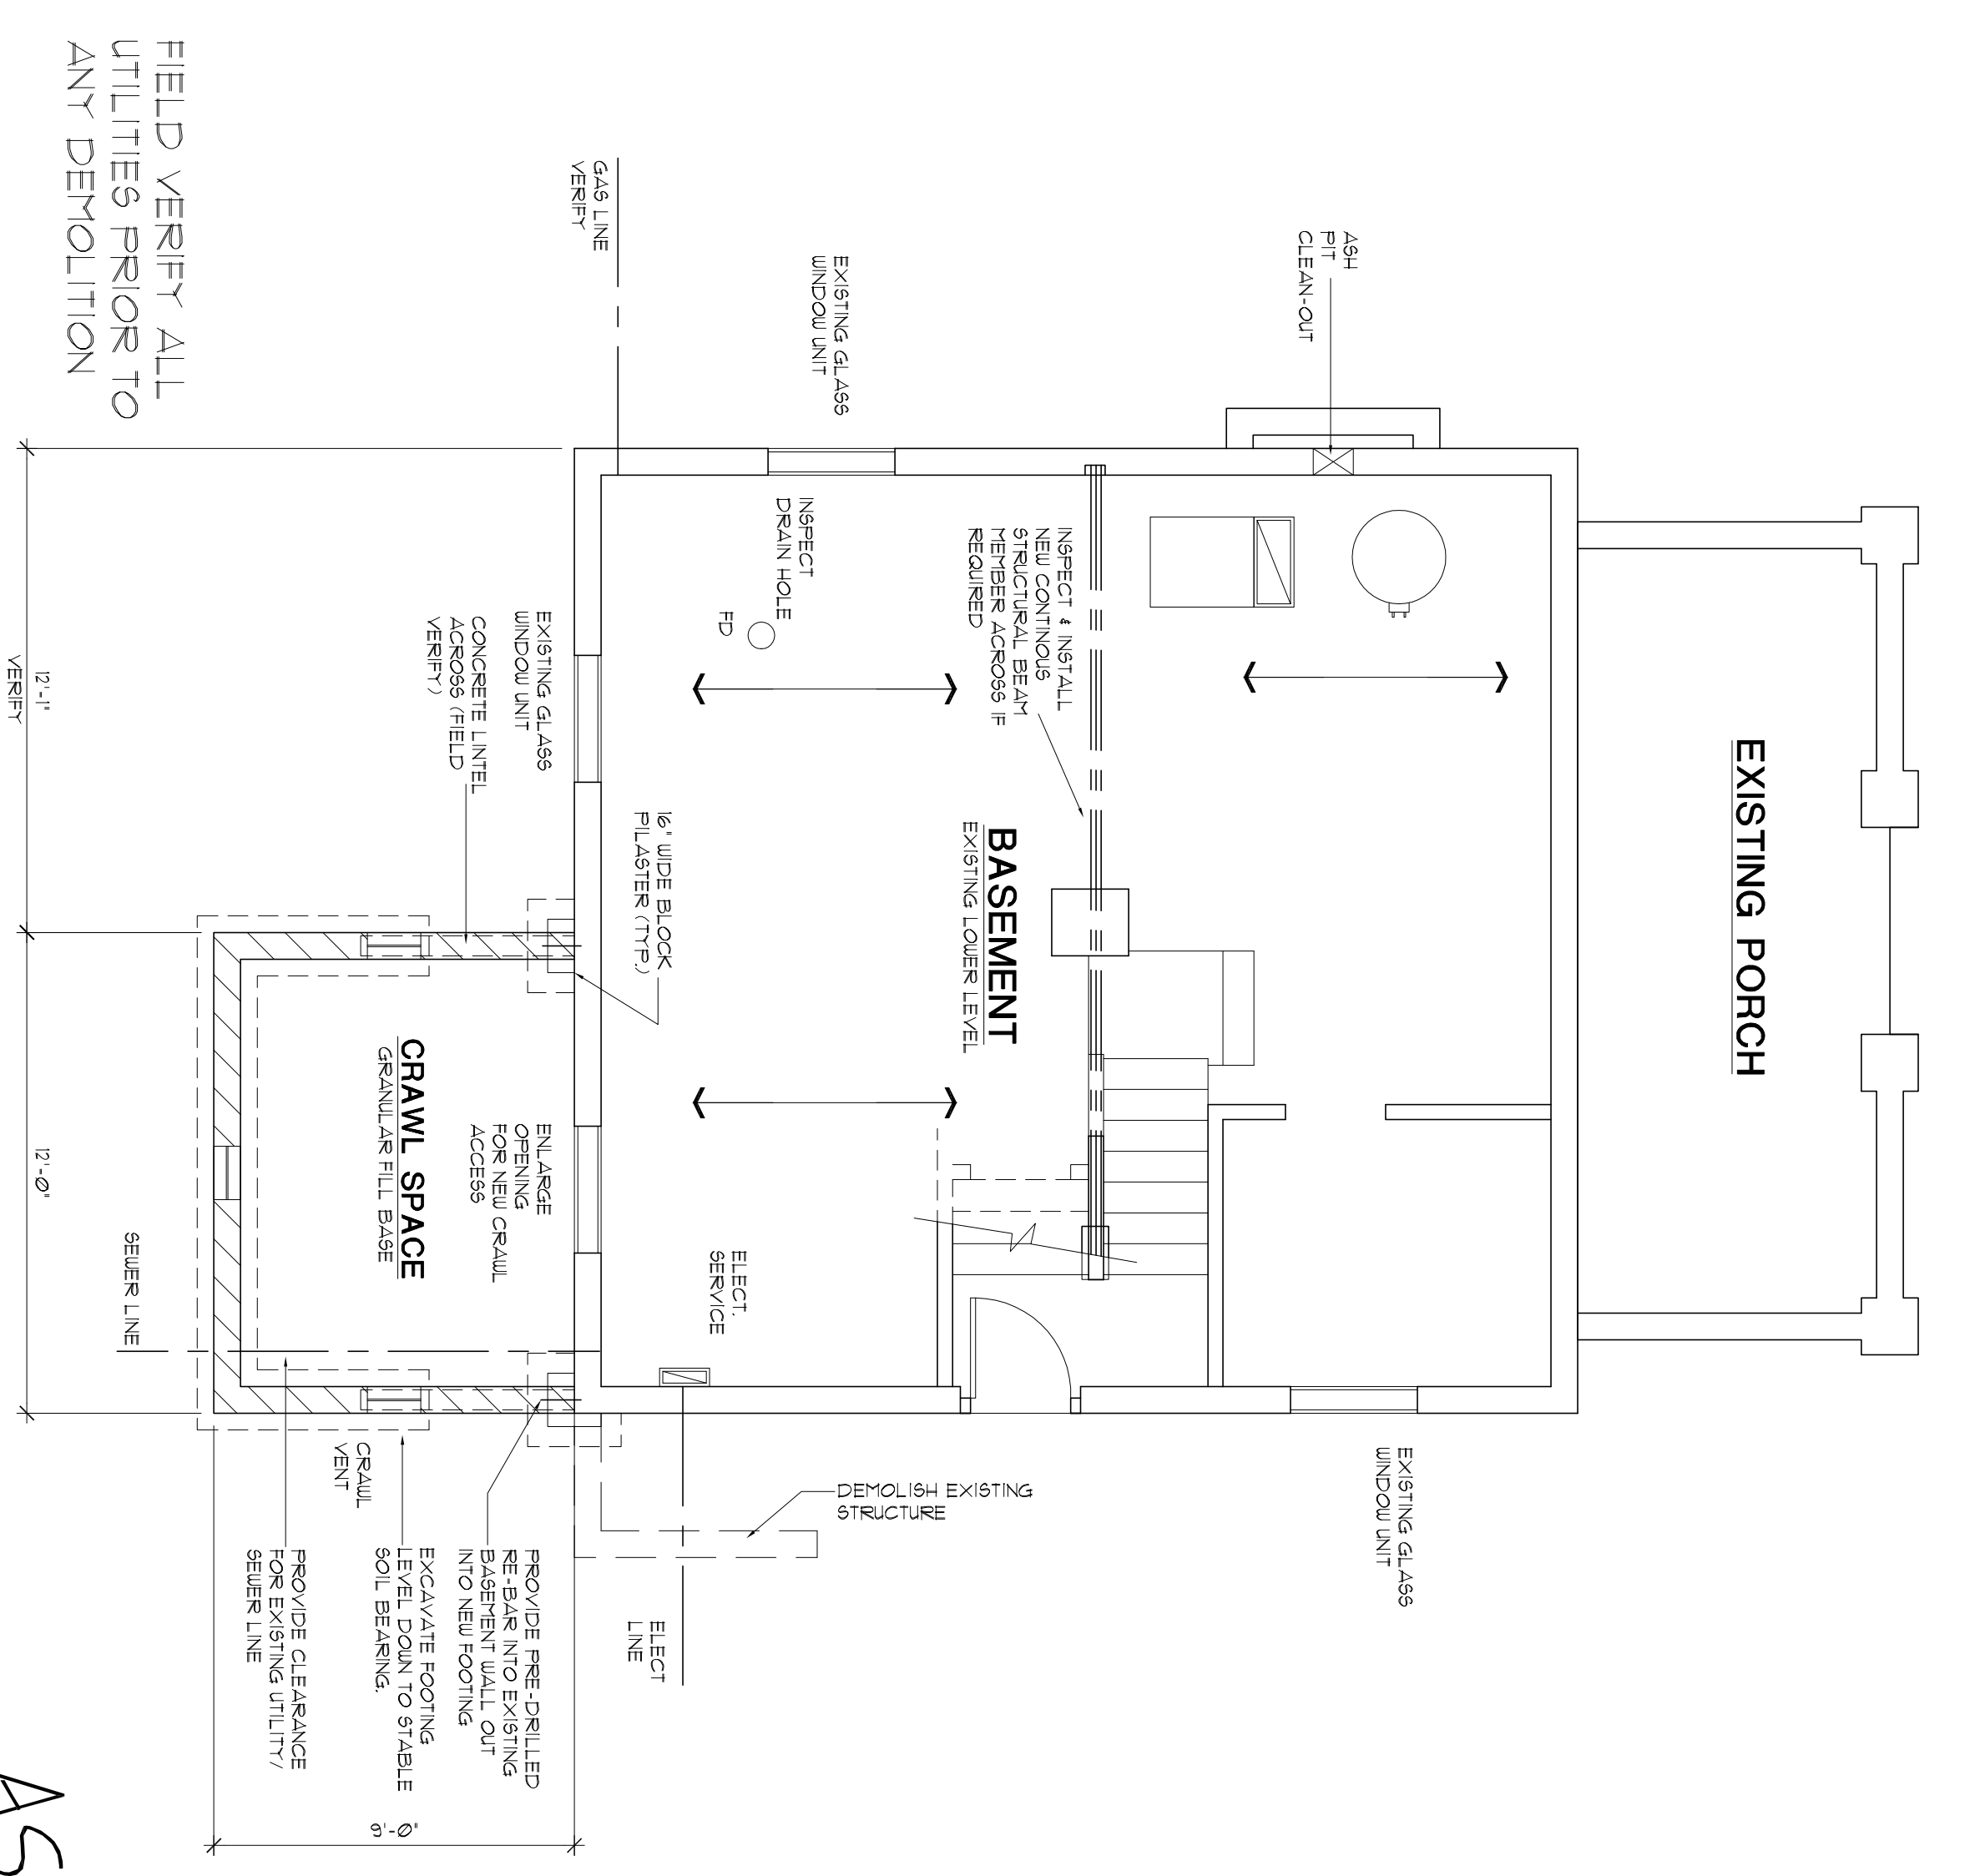 EXISTING PORCH
ASH
PIT
CLEAN-OUT
EXISTING GLASS
WINDOW UNIT
INSPECT & INSTALL
NEW CONTINOUS
STRUCTURAL BEAM
MEMBER ACROSS IF
REQUIRED
BASEMENT
EXISTING LOWER LEVEL
EXISTING GLASS
WINDOW UNIT
INSPECT
DRAIN HOLE
FD
DEMOLISH EXISTING
STRUCTURE
ELECT.
SERVICE
GAS LINE
VERIFY
16" WIDE BLOCK
PILASTER (TYP.)
ELECT
LINE
EXISTING GLASS
WINDOW UNIT
CONCRETE LINTEL
ACROSS (FIELD
VERIFY)
ENLARGE
OPENING
FOR NEW CRAWL
ACCESS
PROVIDE PRE-DRILLED
RE-BAR INTO EXISTING
BASEMENT WALL OUT
INTO NEW FOOTING
CRAWL SPACE
GRANULAR FILL BASE
EXCAVATE FOOTING
LEVEL DOWN TO STABLE
SOIL BEARING.
CRAWL
VENT
9'-0"
PROVIDE CLEARANCE
FOR EXISTING UTILITY/
SEWER LINE
SEWER LINE
FIELD VERIFY ALL
UTILITIES PRIOR TO
ANY DEMOLITION
12'-1"
VERIFY
12'-0"
AS